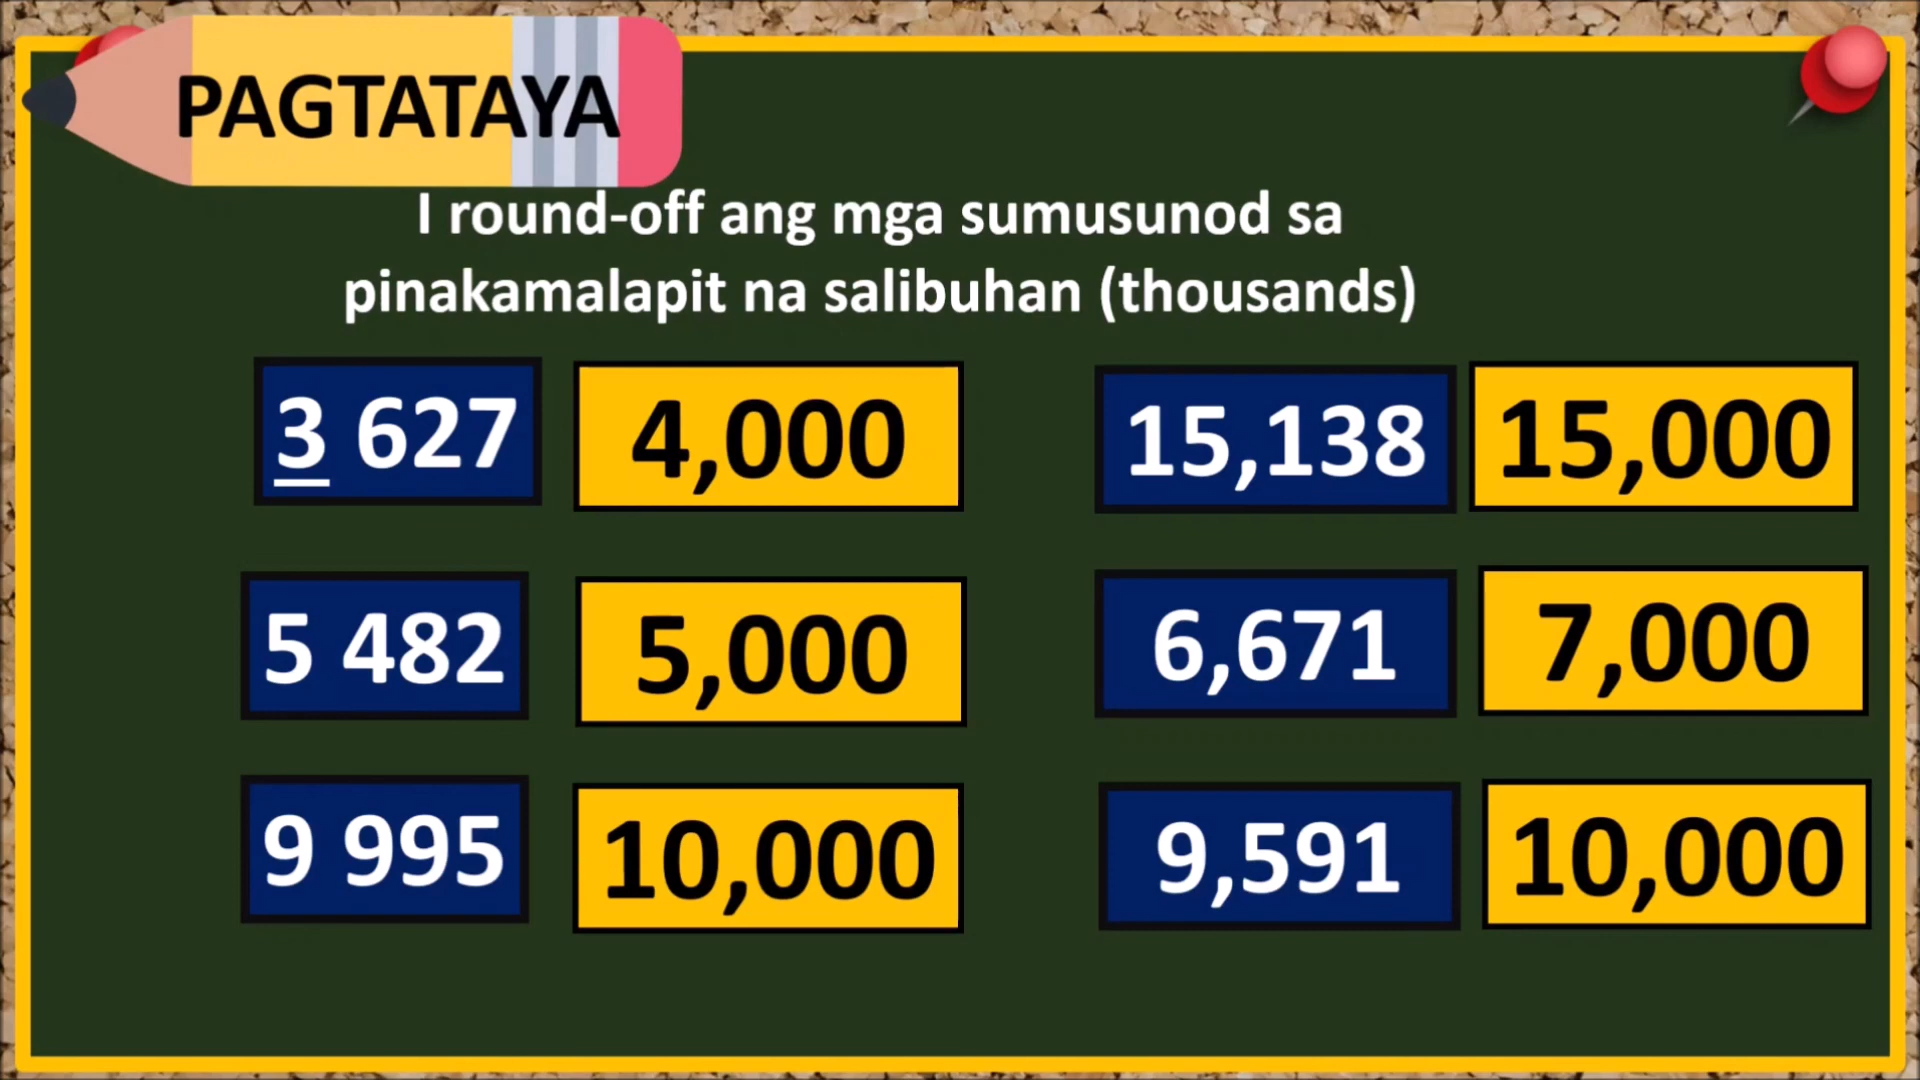 PAGTATAYA
I round-off ang mga sumusunod sa
pinakamalapit na salibuhan (thousands)
3 627 4,000 15,138 15,000
5 482 5,000 6,671 7,000
9 995 10,000 9,591 10,000